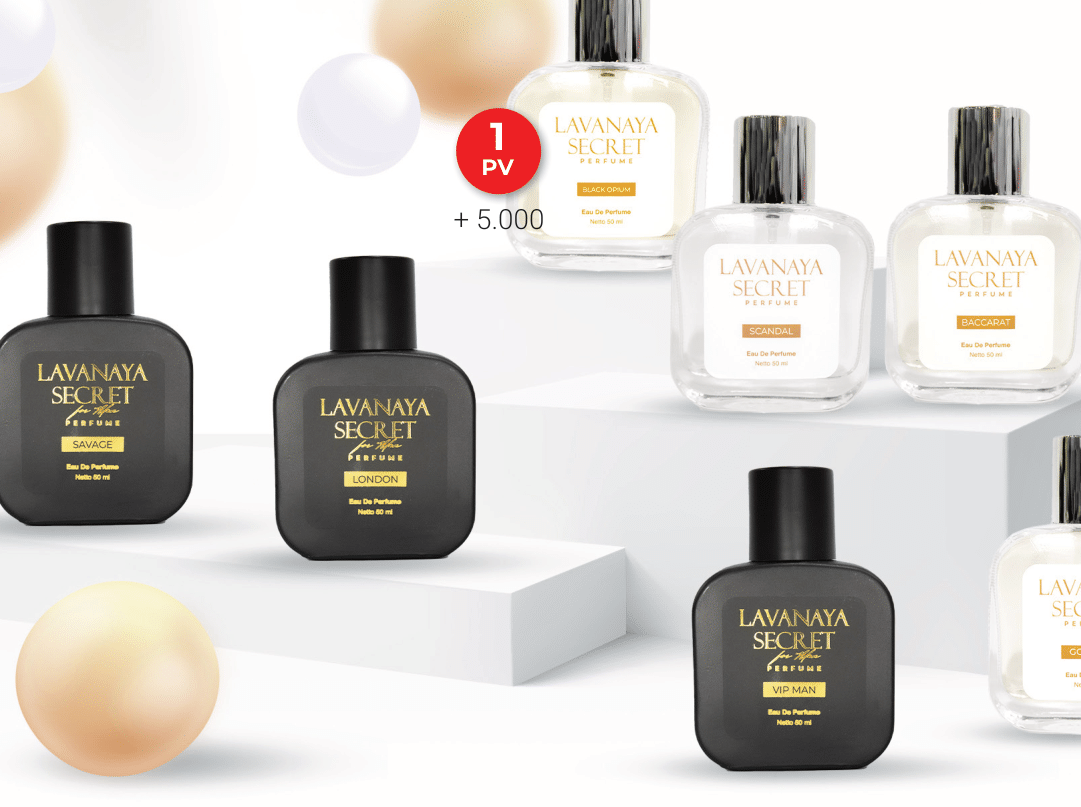 1
PV
+ 5.000
LAVANAYA
SECRET
PERFUME
BLACK OPIUM
Eau De Perfume
Netto 50 ml
LAVANAYA
SECRET
PERFUME
SCANDAL
Eau De Perfume
Netto 50 ml
LAVANAYA
SECRET
PERFUME
BACCARAT
Eau De Perfume
Netto 50 ml
LAVANAYA
SECRET
PERFUME
SAVAGE
Eau De Perfume
Netto 50 ml
LAVANAYA
SECRET
PERFUME
LONDON
Eau De Perfume
Netto 50 ml
LAVANAYA
SECRET
PERFUME
VIP MAN
Eau De Perfume
Netto 50 ml